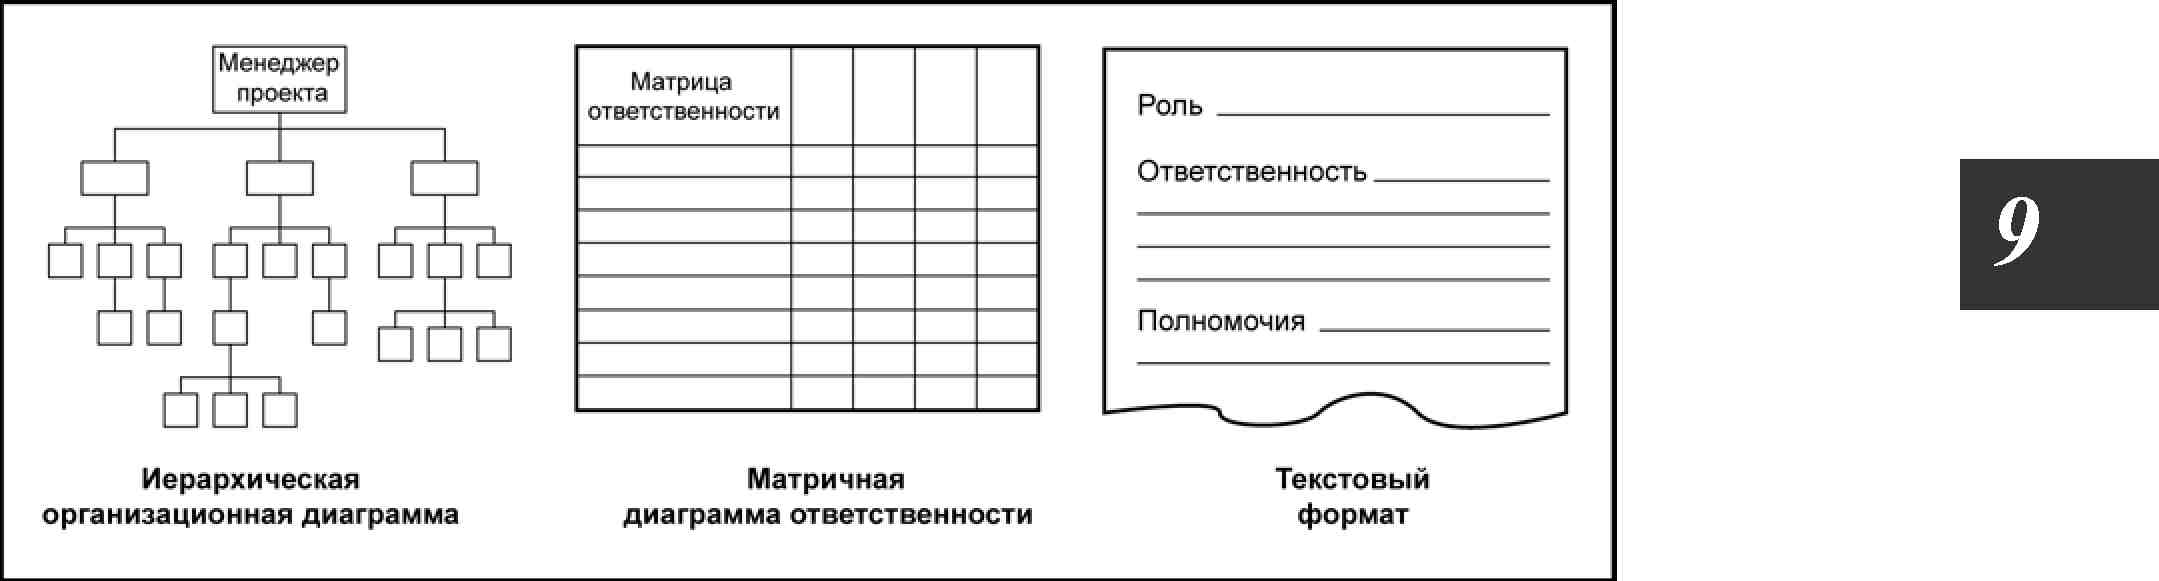 Менеджер
проекта
Матрица
ответственности
Роль
Ответственность
Полномочия
Иерархическая
организационная диаграмма
Матричная
диаграмма ответственности
Текстовый
формат
9